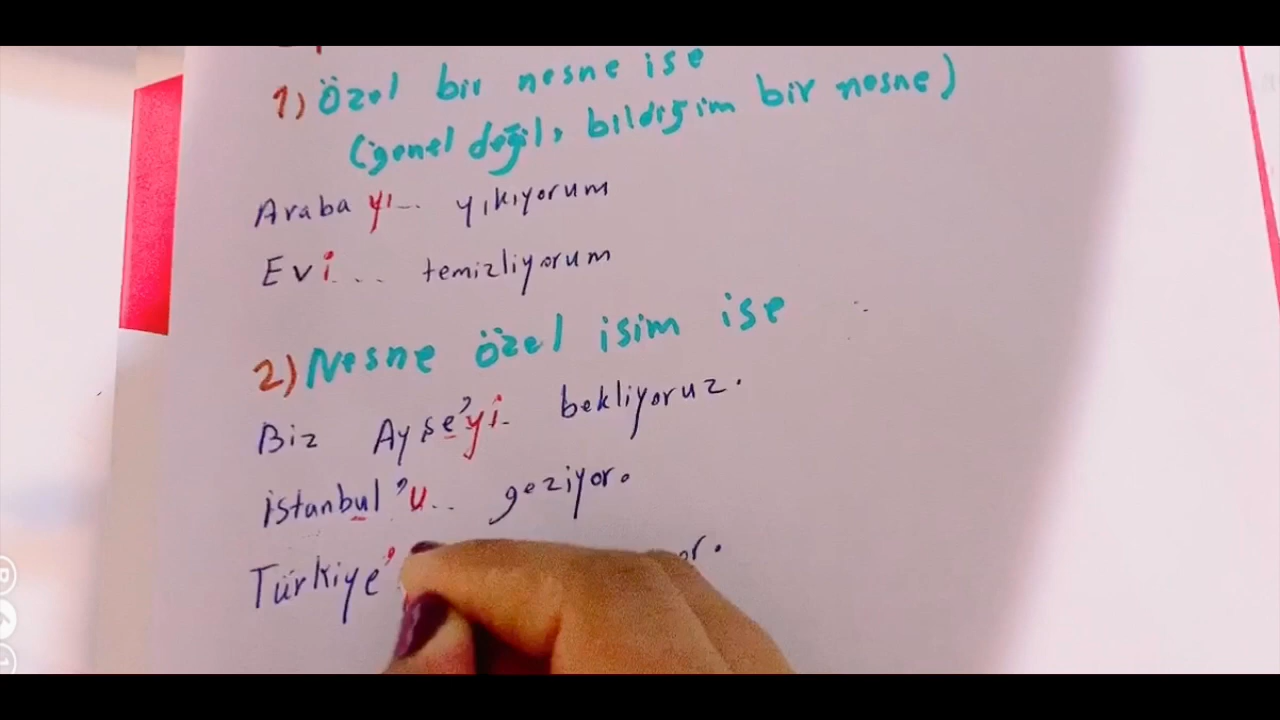 1) Özel bir nesne ise
(genel değil, bildiğim bir nesne)
Arabayı... yıkıyorum
Evi... temizliyorum
2) Nesne özel isim ise
Biz Ayşe'yi.. bekliyoruz.
istanbul'u... geziyor.
Türkiye'